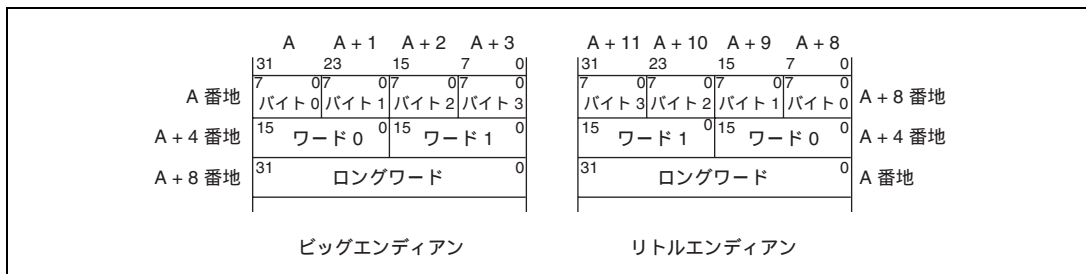 A A + 1 A + 2 A + 3 A + 11 A + 10 A + 9 A + 8
31 23 15 7 0 31 23 15 7 0
7 0 7 0 7 0 7 0 7 0 7 0 7 0 7 0
A 番地 バイト 0 バイト 1 バイト 2 バイト 3 バイト 3 バイト 2 バイト 1 バイト 0 A + 8 番地
A + 4 番地 15 ワード 0 0 15 ワード 1 0 15 ワード 1 0 15 ワード 0 0 A + 4 番地
A + 8 番地 31 ロングワード 0 31 ロングワード 0 A 番地
ビッグエンディアン リトルエンディアン